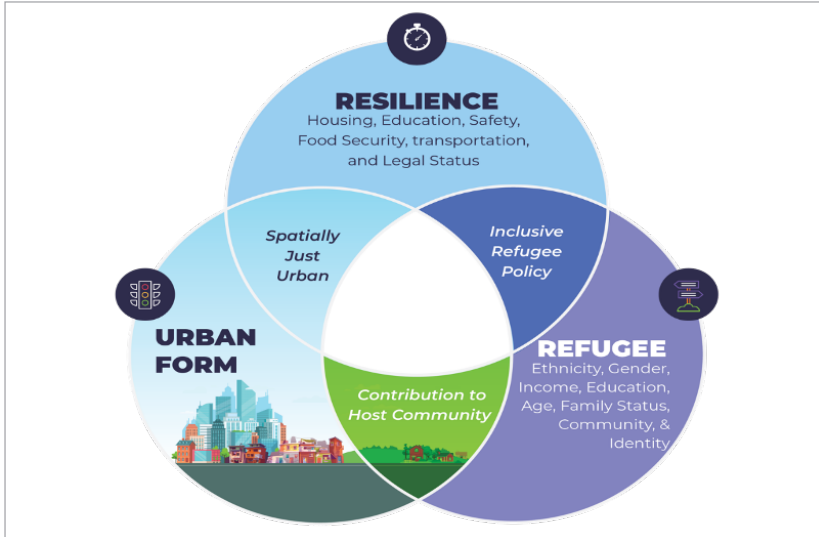 RESILIENCE
Housing, Education, Safety,
Food Security, transportation,
and Legal Status
Spatially
Just
Urban
Inclusive
Refugee
Policy
URBAN
FORM
REFUGEE
Ethnicity, Gender,
Income, Education,
Age, Family Status,
Community, &
Identity
Contribution to
Host Community